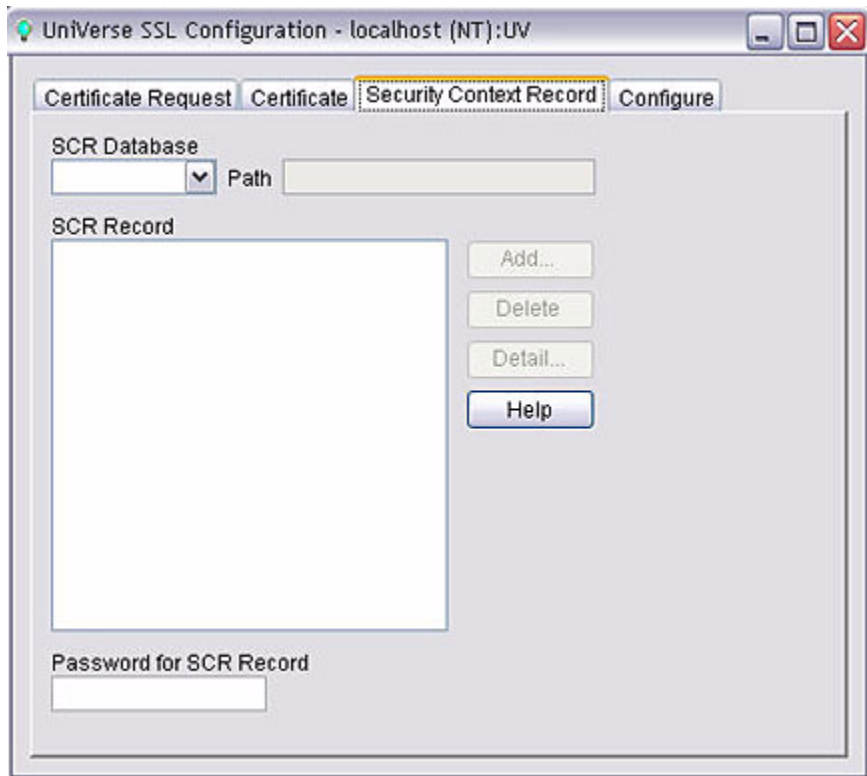 UniVerse SSL Configuration - localhost (NT):UV
Certificate Request Certificate Security Context Record Configure
SCR Database
Path
SCR Record
Add...
Delete
Detail...
Help
Password for SCR Record